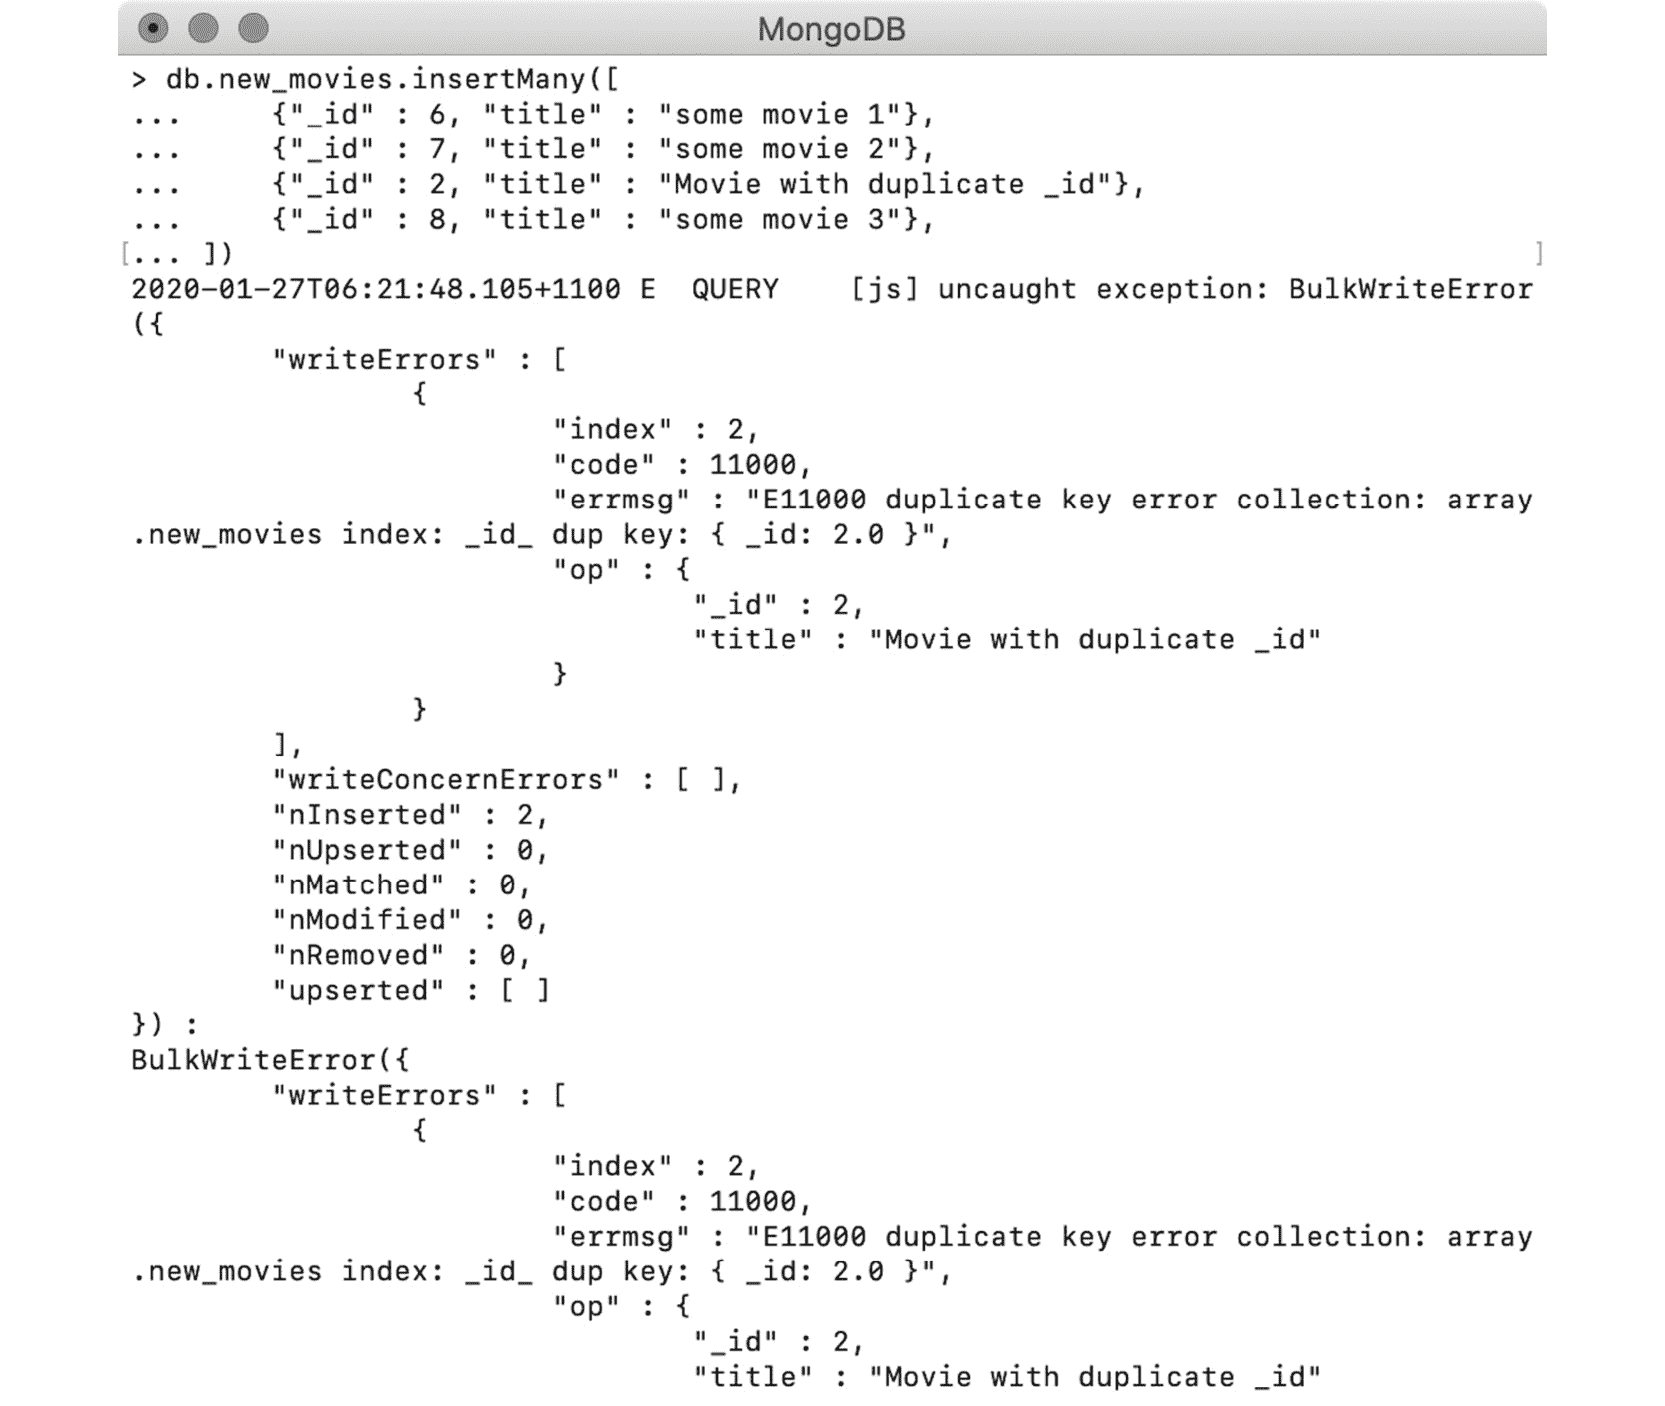 MongoDB
> db.new_movies.insertMany([
...     {"_id" : 6, "title" : "some movie 1"},
...     {"_id" : 7, "title" : "some movie 2"},
...     {"_id" : 2, "title" : "Movie with duplicate _id"},
...     {"_id" : 8, "title" : "some movie 3"},
[... ])                                                                         ]
2020-01-27T06:21:48.105+1100 E  QUERY    [js] uncaught exception: BulkWriteError
({
        "writeErrors" : [
                {
                        "index" : 2,
                        "code" : 11000,
                        "errmsg" : "E11000 duplicate key error collection: array
.new_movies index: _id_ dup key: { _id: 2.0 }",
                        "op" : {
                                "_id" : 2,
                                "title" : "Movie with duplicate _id"
                        }
                }
        ],
        "writeConcernErrors" : [ ],
        "nInserted" : 2,
        "nUpserted" : 0,
        "nMatched" : 0,
        "nModified" : 0,
        "nRemoved" : 0,
        "upserted" : [ ]
}) :
BulkWriteError({
        "writeErrors" : [
                {
                        "index" : 2,
                        "code" : 11000,
                        "errmsg" : "E11000 duplicate key error collection: array
.new_movies index: _id_ dup key: { _id: 2.0 }",
                        "op" : {
                                "_id" : 2,
                                "title" : "Movie with duplicate _id"